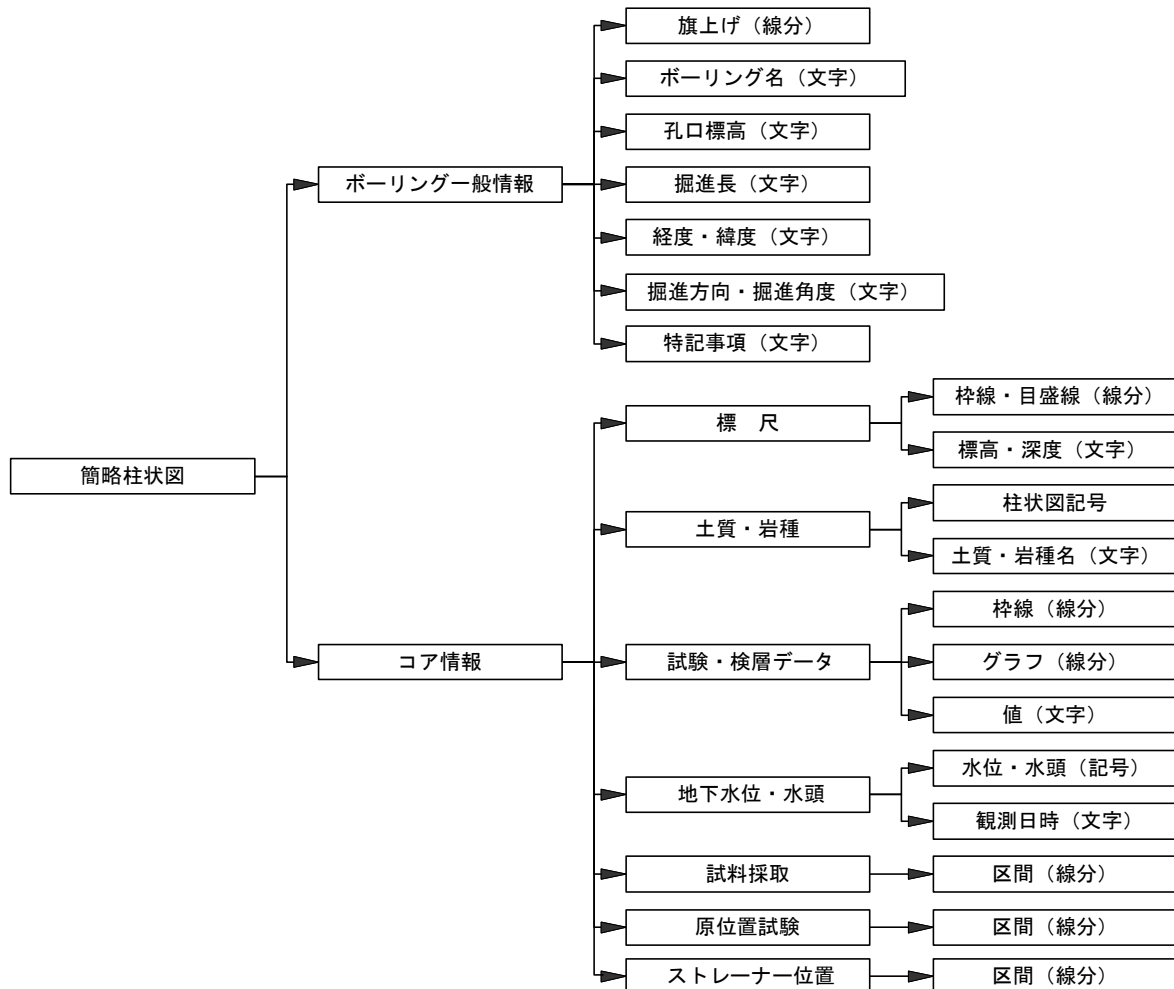 旗上げ（線分）
ボーリング名（文字）
孔口標高（文字）
ボーリング一般情報
掘進長（文字）
経度・緯度（文字）
掘進方向・掘進角度（文字）
特記事項（文字）
枠線・目盛線（線分）
標　尺
標高・深度（文字）
簡略柱状図
柱状図記号
土質・岩種
土質・岩種名（文字）
枠線（線分）
コア情報
試験・検層データ
グラフ（線分）
値（文字）
水位・水頭（記号）
地下水位・水頭
観測日時（文字）
試料採取
区間（線分）
原位置試験
区間（線分）
ストレーナー位置
区間（線分）